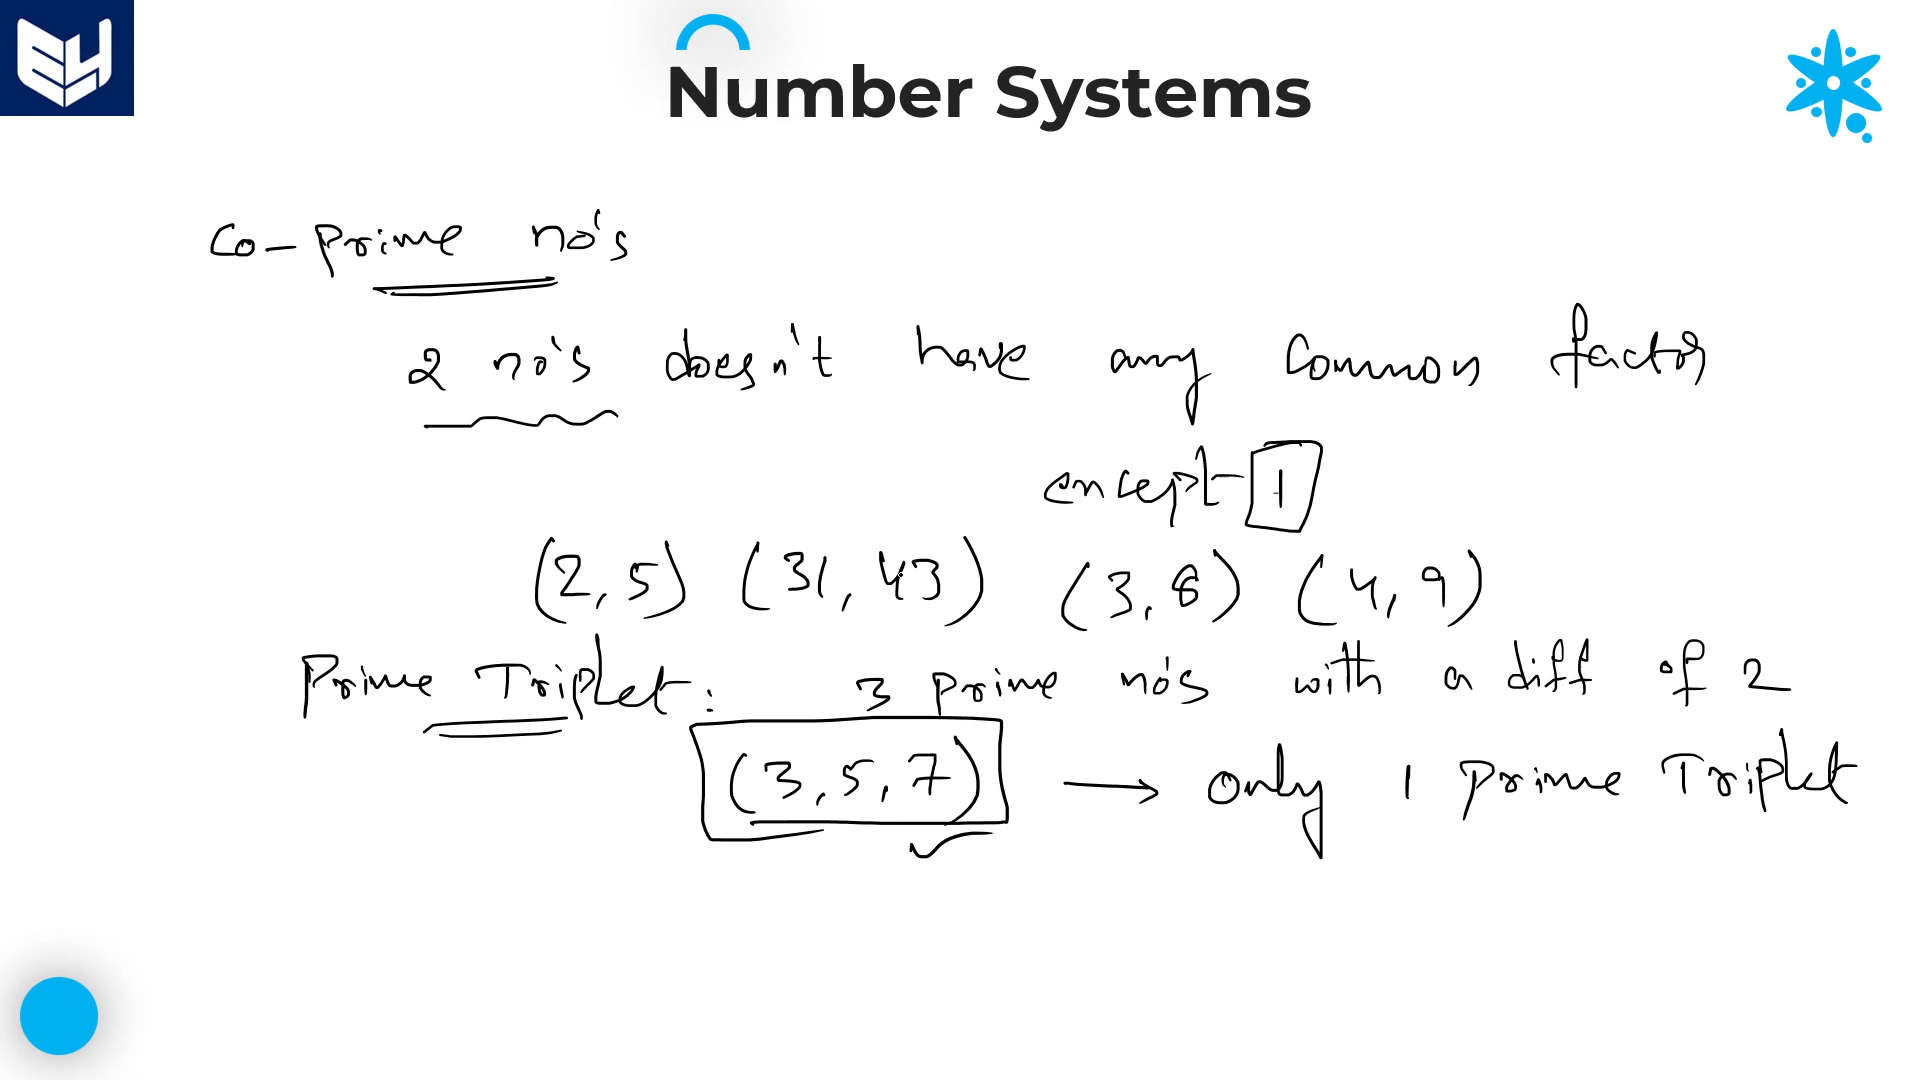 Number Systems
Co-Prime no's
2 no's doesn't have any Common factor
except 1
(2, 5) (31, 43) (3, 8) (4, 9)
Prime Triplet: 3 prime no's with a diff of 2
(3, 5, 7) → only 1 Prime Triplet